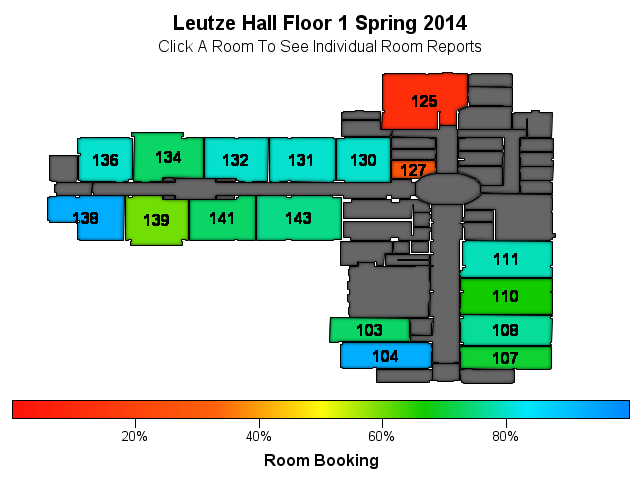 Leutze Hall Floor 1 Spring 2014
Click A Room To See Individual Room Reports
125
136 134 132 131 130
127
138 139 141 143
111
110
103 108
104 107
20% 40% 60% 80%
Room Booking